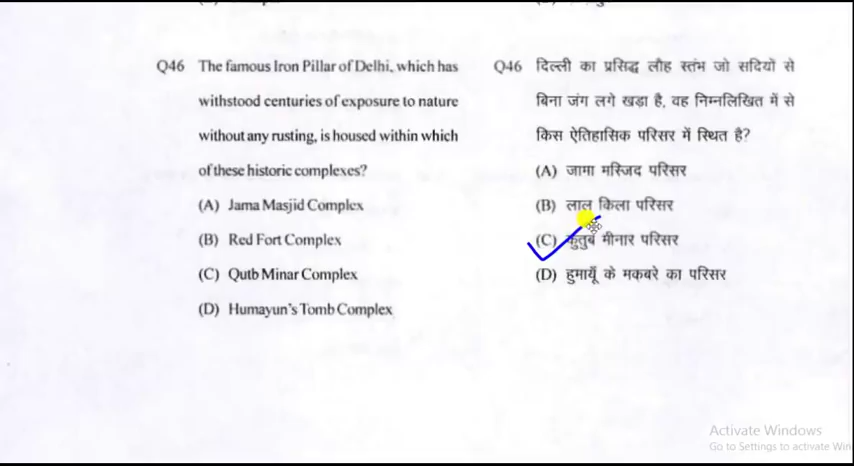 Q46 The famous Iron Pillar of Delhi, which has
withstood centuries of exposure to nature
without any rusting, is housed within which
of these historic complexes?
(A) Jama Masjid Complex
(B) Red Fort Complex
(C) Qutb Minar Complex
(D) Humayun's Tomb Complex
Q46 दिल्ली का प्रसिद्ध लौह स्तंभ जो सदियों से
बिना जंग लगे खड़ा है, वह निम्नलिखित में से
किस ऐतिहासिक परिसर में स्थित है?
(A) जामा मस्जिद परिसर
(B) लाल किला परिसर
(C) कुतुब मीनार परिसर
(D) हुमायूँ के मकबरे का परिसर
Activate Windows
Go to Settings to activate Win